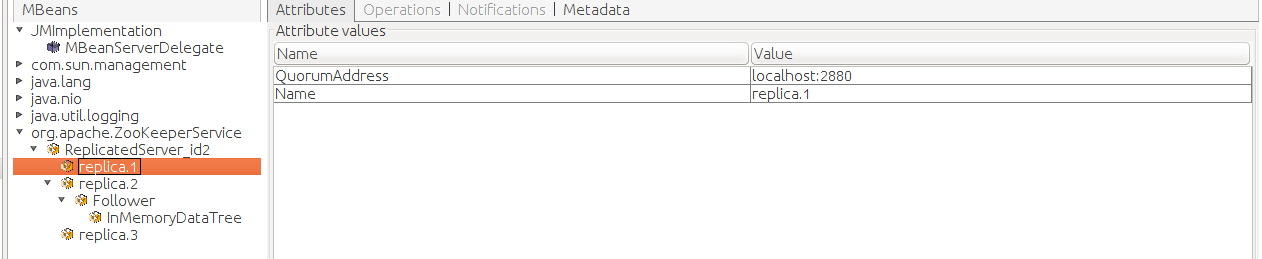 MBeans
JMImplementation
MBeanServerDelegate
com.sun.management
java.lang
java.nio
java.util.logging
org.apache.ZooKeeperService
ReplicatedServer_id2
replica.1
replica.2
Follower
InMemoryDataTree
replica.3
Attributes Operations Notifications Metadata
Attribute values
Name Value
QuorumAddress localhost:2880
Name replica.1